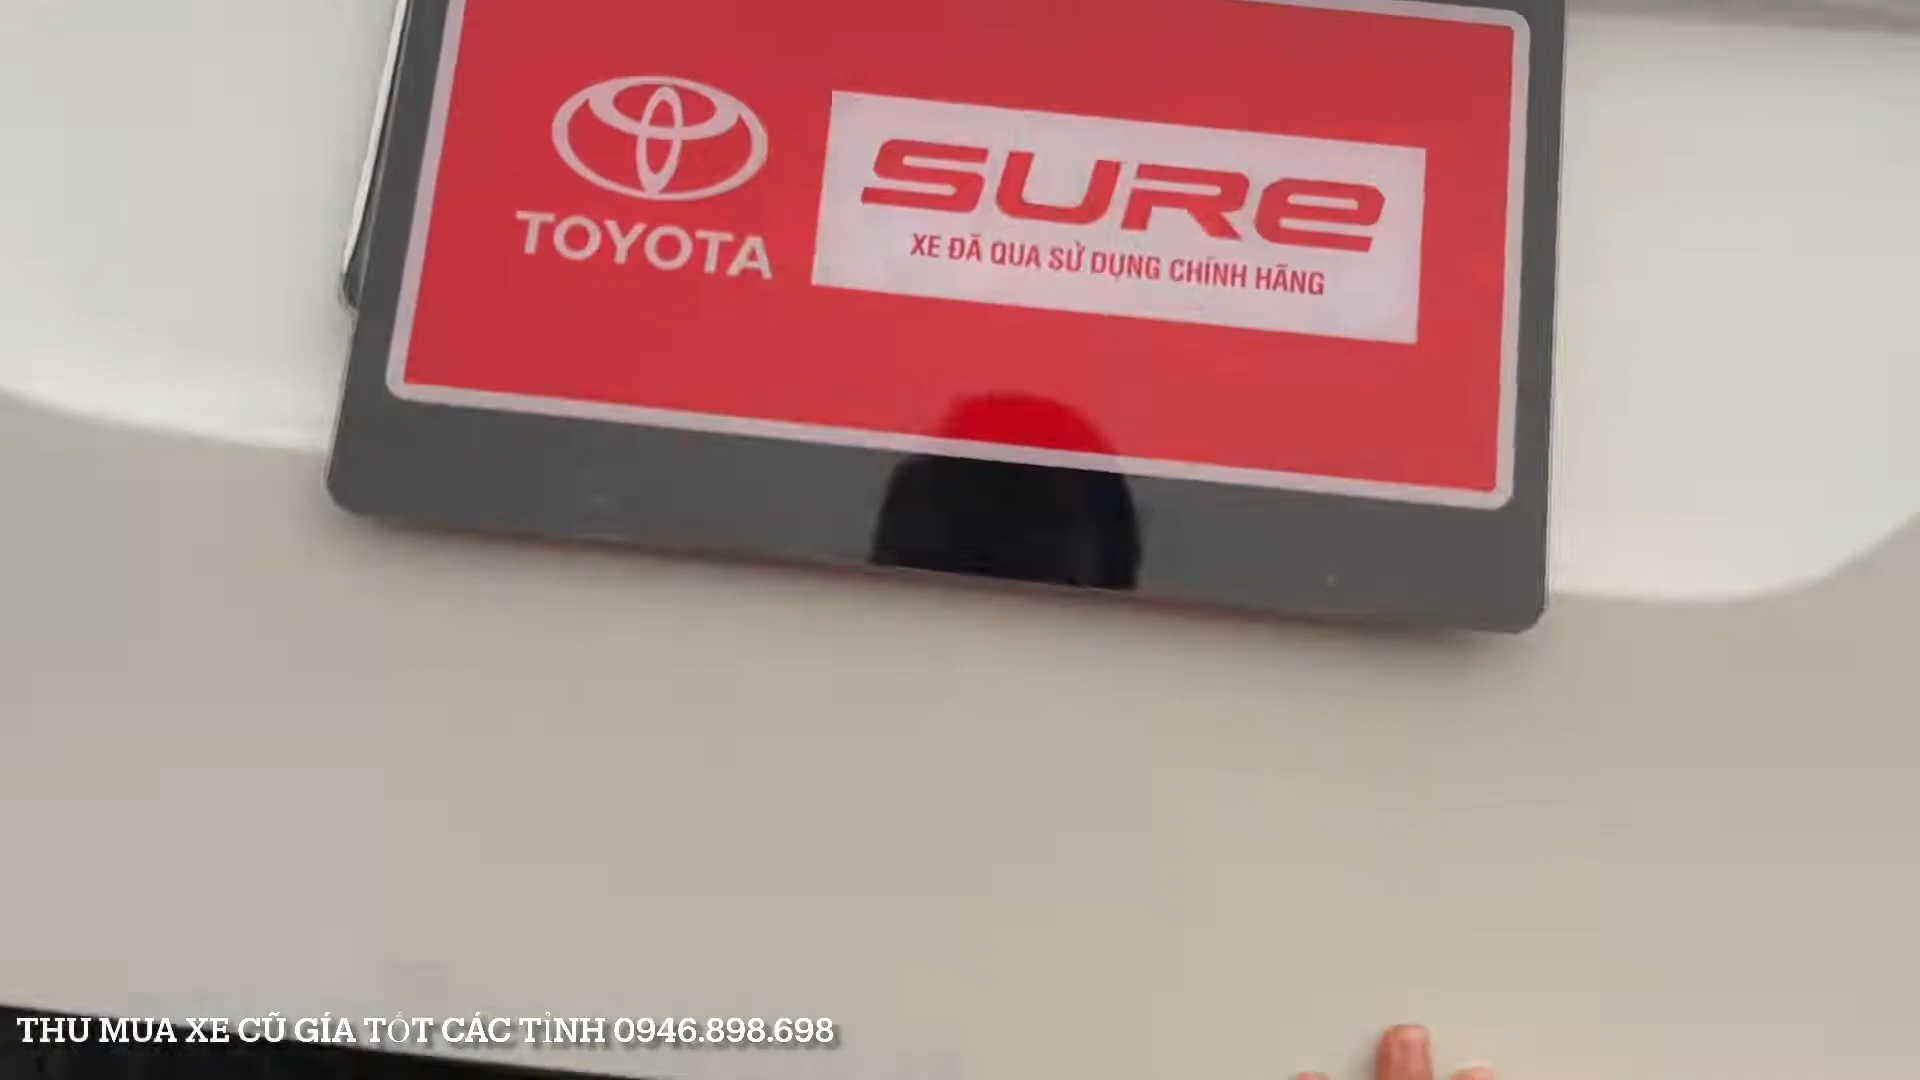 TOYOTA
SURE
XE ĐÃ QUA SỬ DỤNG CHÍNH HÃNG
THU MUA XE CŨ GÍA TỐT CÁC TỈNH 0946.898.698